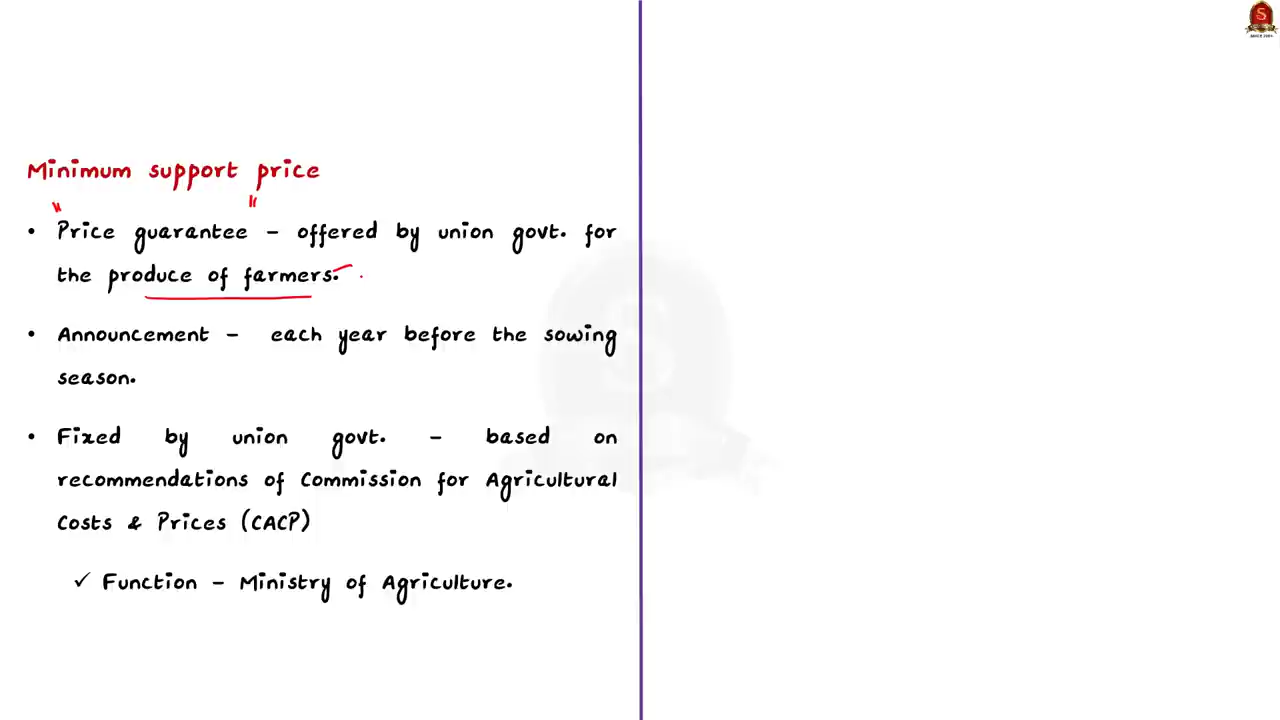 Minimum support price
• Price guarantee – offered by union govt. for
the produce of farmers.
• Announcement – each year before the sowing
season.
• Fixed by union govt. – based on
recommendations of Commission for Agricultural
Costs & Prices (CACP)
✓ Function – Ministry of Agriculture.
S